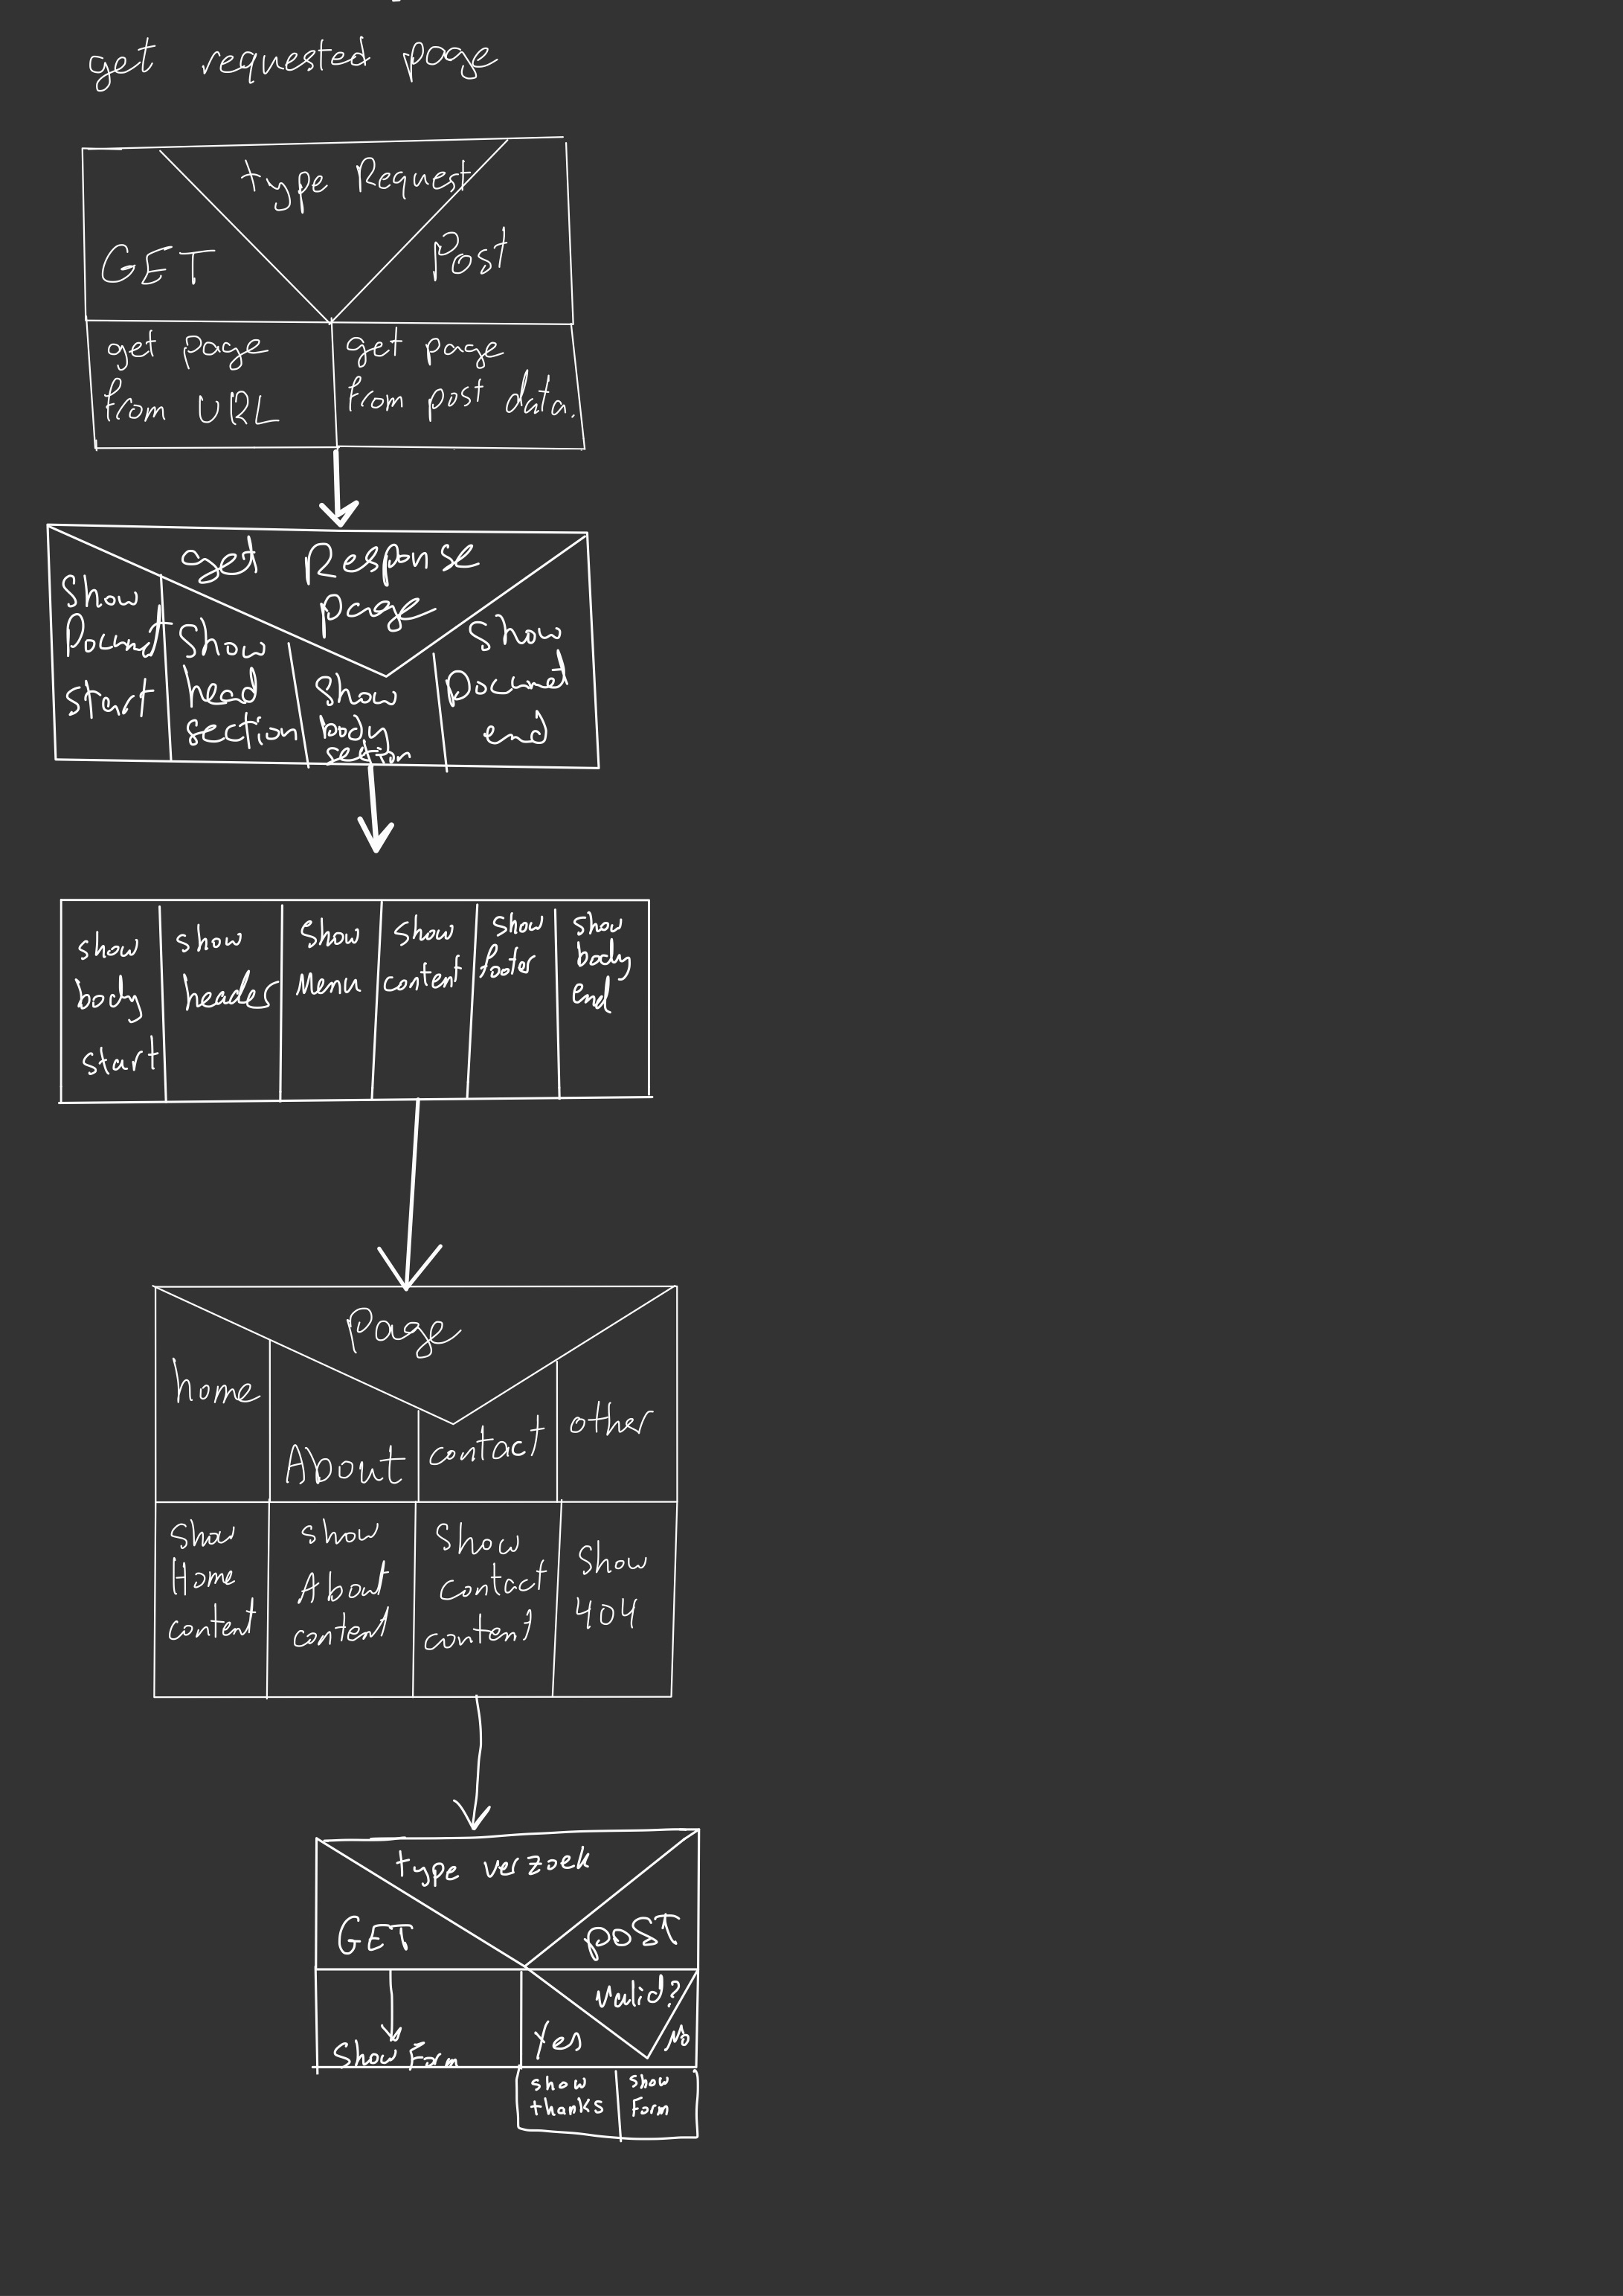 get requested page
type Request
GET
Post
get page
from URL
get page
from post data.
set Response
page
show
show
start
show
head
section
show
body
section
show
end
show
body
start
show
header
show
Menu
show
content
show
footer
show
body
end
Page
home
About
contact
other
show
Home
content
show
About
content
show
contact
content
show
404
type verzoek
GET
POST
Valid?
Yes
No
show Form
show
thanks
show
Form